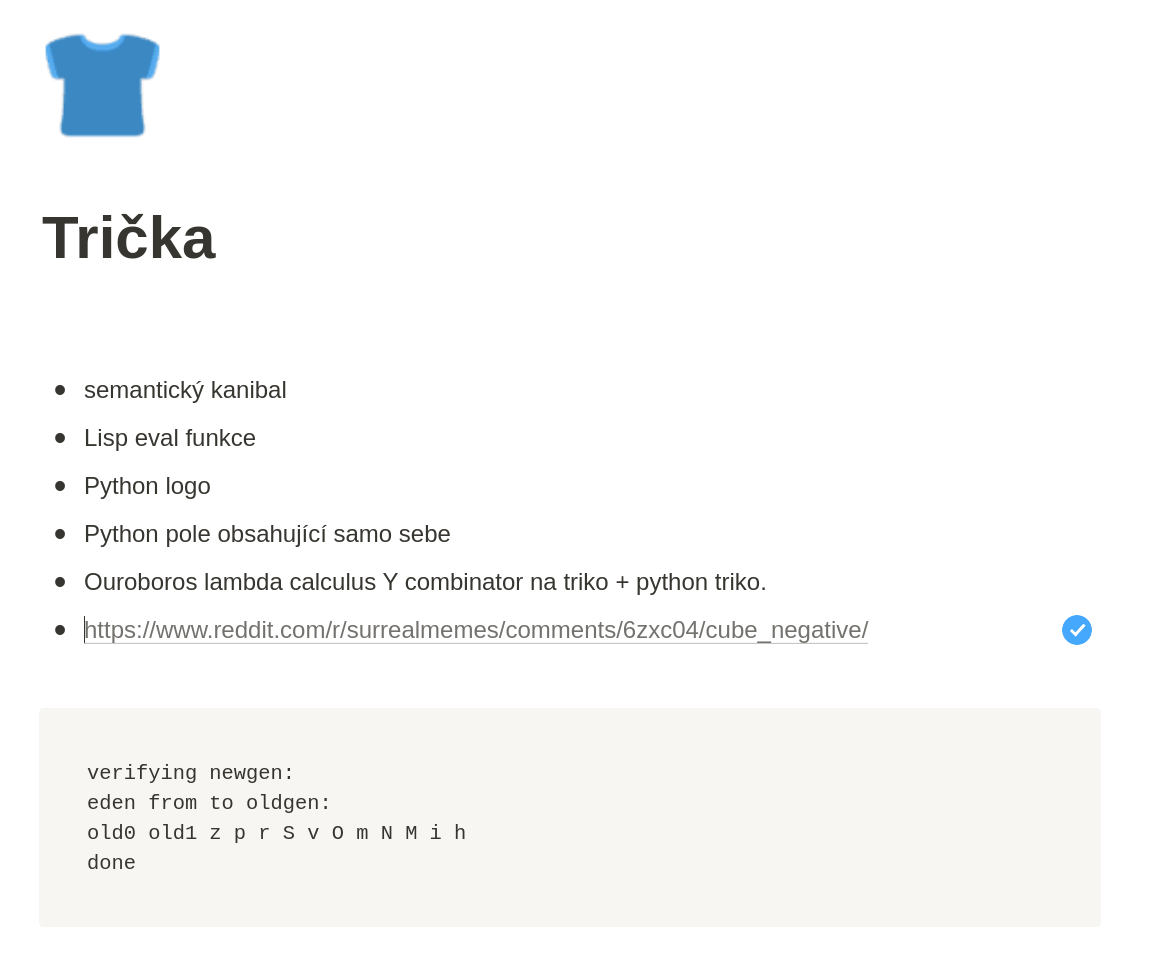 Trička
semantický kanibal
Lisp eval funkce
Python logo
Python pole obsahující samo sebe
Ouroboros lambda calculus Y combinator na triko + python triko.
https://www.reddit.com/r/surrealmemes/comments/6zxc04/cube_negative/
verifying newgen:
eden from to oldgen:
old0 old1 z p r S v O m N M i h
done